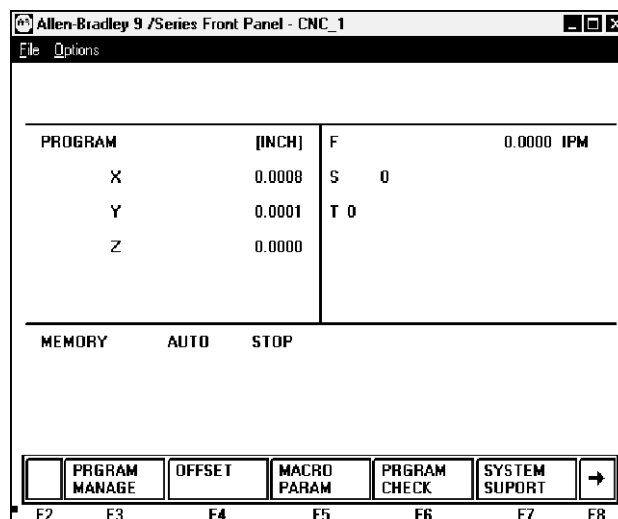 Allen-Bradley 9 /Series Front Panel - CNC_1
File Options
PROGRAM [INCH] F 0.0000 IPM
X 0.0008 S 0
Y 0.0001 T 0
Z 0.0000
MEMORY AUTO STOP
PRGRAM MANAGE OFFSET MACRO PARAM PRGRAM CHECK SYSTEM SUPORT
F2 F3 F4 F5 F6 F7 F8